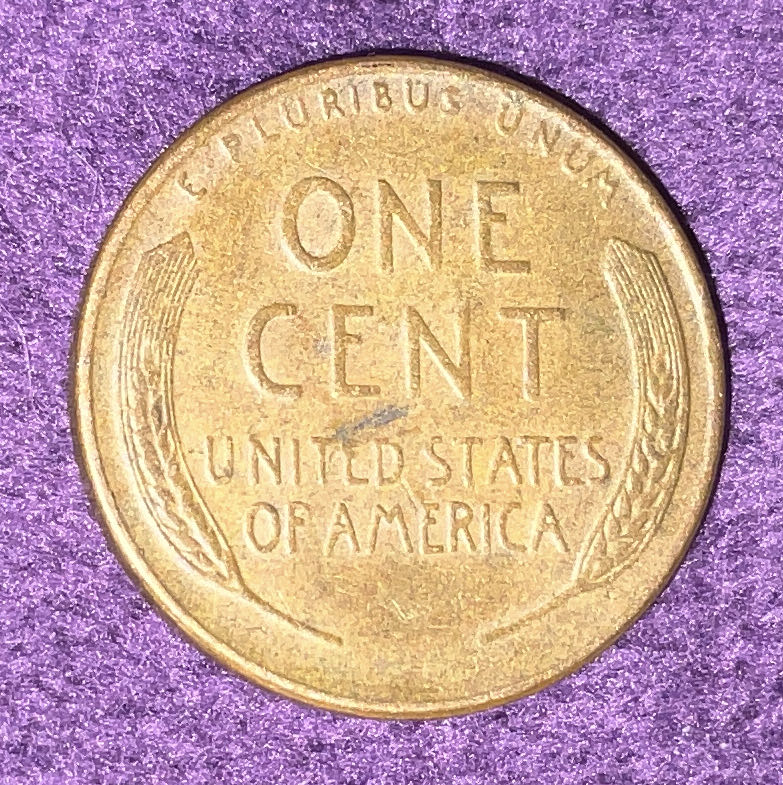 E PLURIBUS UNUM
ONE
CENT
UNITED STATES
OF AMERICA